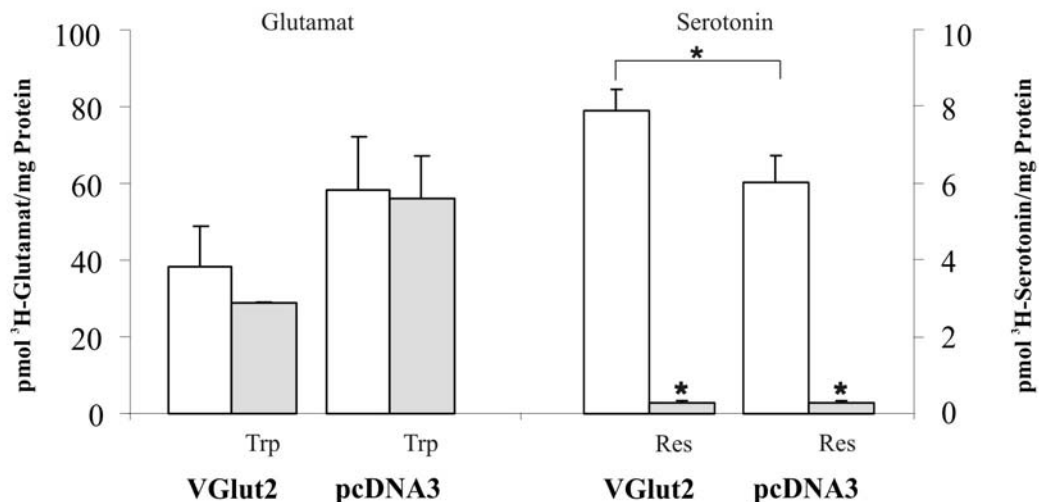 Glutamat
Serotonin
pmol ³H-Glutamat/mg Protein
100
80
60
40
20
0
*
*
*
10
8
6
4
2
0
pmol ³H-Serotonin/mg Protein
Trp
Trp
Res
Res
VGlut2
pcDNA3
VGlut2
pcDNA3